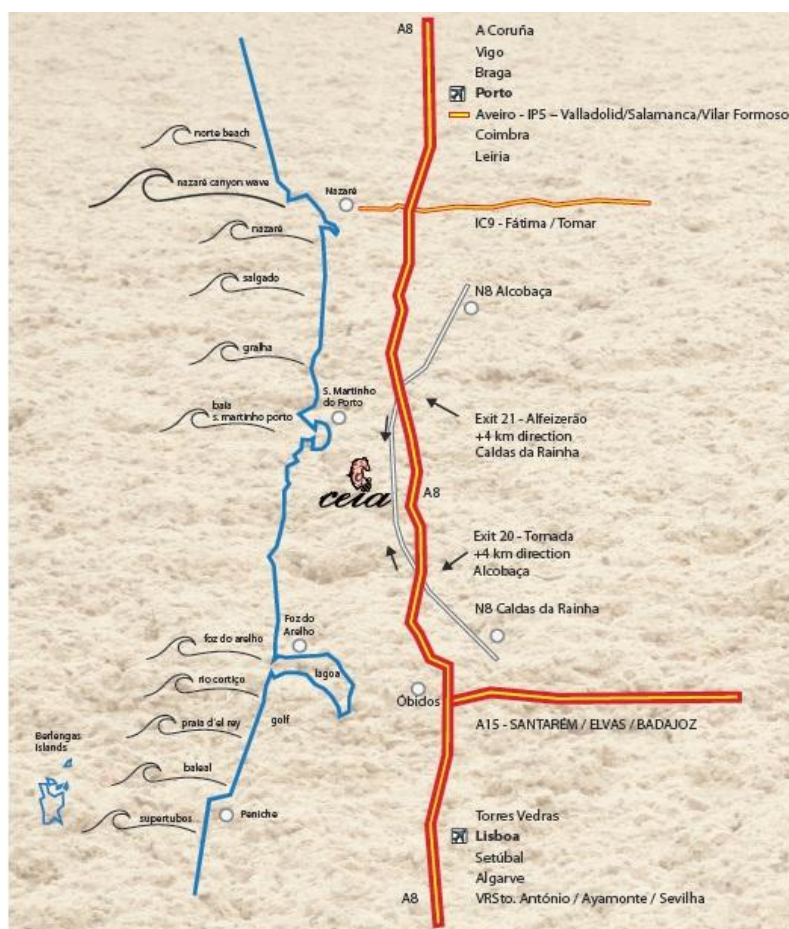 A8
A Coruña
Vigo
Braga
Porto
Aveiro - IP5 – Valladolid/Salamanca/Vilar Formoso
Coimbra
Leiria
norte beach
nazaré canyon wave
Nazaré
nazaré
IC9 - Fátima / Tomar
salgado
N8 Alcobaça
gralha
S. Martinho
do Porto
baía
s. martinho porto
Exit 21 - Alfeizerão
+4 km direction
Caldas da Rainha
ceia
A8
Exit 20 - Tornada
+4 km direction
Alcobaça
N8 Caldas da Rainha
Foz do
Arelho
foz do arelho
lagoa
rio cortiço
Óbidos
golf
praia d'el rey
A15 - SANTARÉM / ELVAS / BADAJOZ
Berlengas
Islands
baleal
supertubos
Peniche
Torres Vedras
Lisboa
Setúbal
Algarve
A8
VRSto. António / Ayamonte / Sevilha